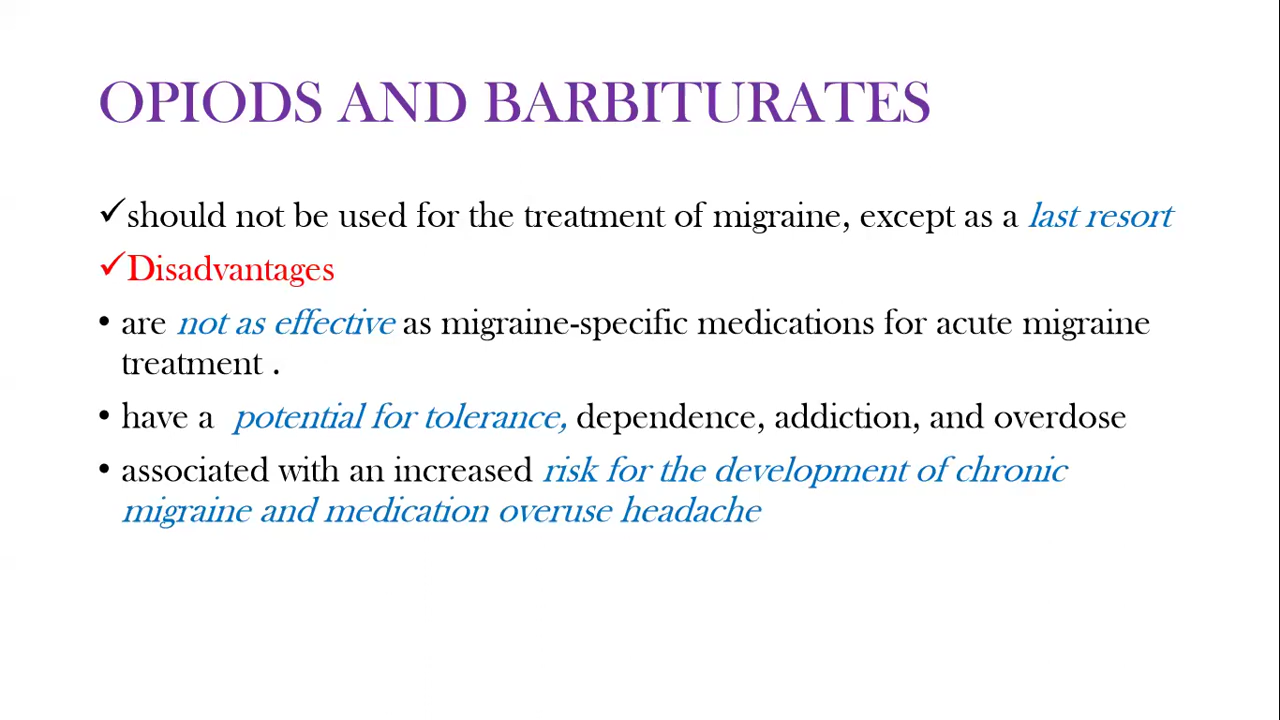 OPIODS AND BARBITURATES
✓should not be used for the treatment of migraine, except as a last resort
✓Disadvantages
• are not as effective as migraine-specific medications for acute migraine
treatment .
• have a potential for tolerance, dependence, addiction, and overdose
• associated with an increased risk for the development of chronic
migraine and medication overuse headache